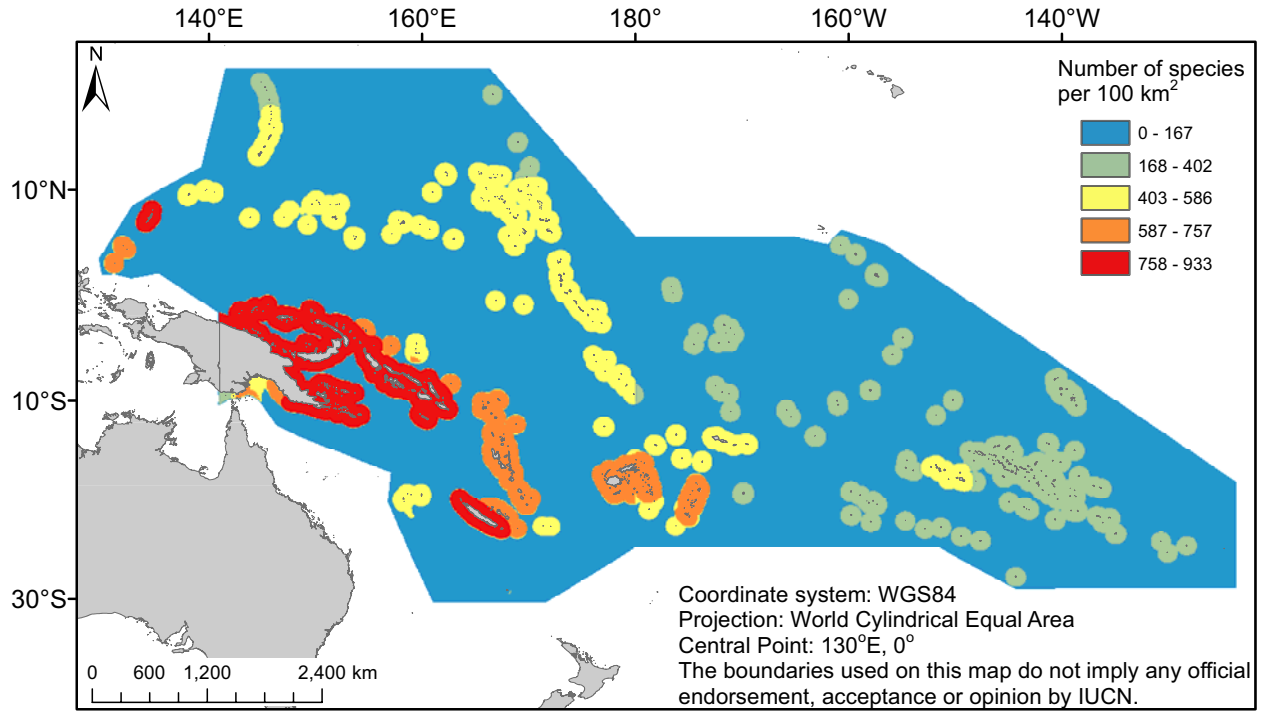 140°E 160°E 180° 160°W 140°W
N
Number of species
per 100 km2
0 - 167
168 - 402
403 - 586
587 - 757
758 - 933
10°N
10°S
30°S
Coordinate system: WGS84
Projection: World Cylindrical Equal Area
Central Point: 130°E, 0°
The boundaries used on this map do not imply any official
endorsement, acceptance or opinion by IUCN.
0 600 1,200 2,400 km